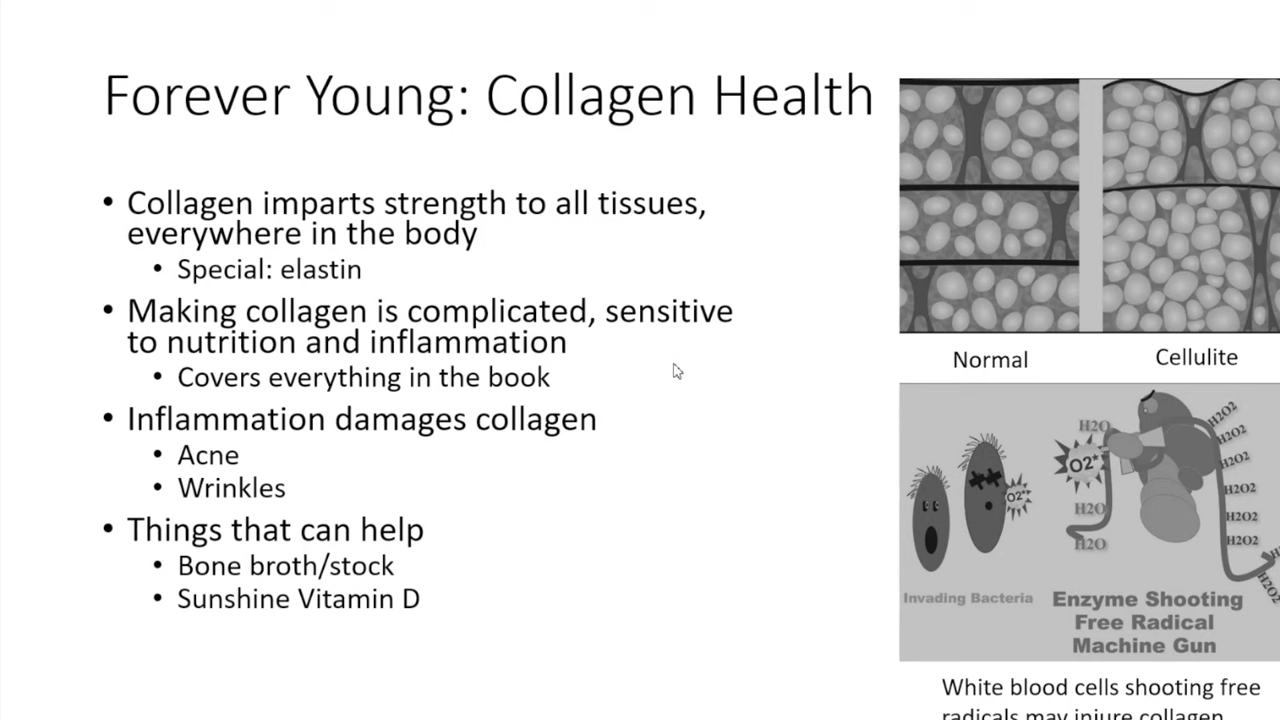 Forever Young: Collagen Health
• Collagen imparts strength to all tissues,
everywhere in the body
• Special: elastin
• Making collagen is complicated, sensitive
to nutrition and inflammation
• Covers everything in the book
• Inflammation damages collagen
• Acne
• Wrinkles
• Things that can help
• Bone broth/stock
• Sunshine Vitamin D
Normal
Cellulite
H2O
O2*
H2O
H2O
O2*
H2O2
H2O2
H2O2
H2O2
H2O2
H2O2
H2O2
Invading Bacteria
Enzyme Shooting
Free Radical
Machine Gun
White blood cells shooting free
radicals may injure collagen